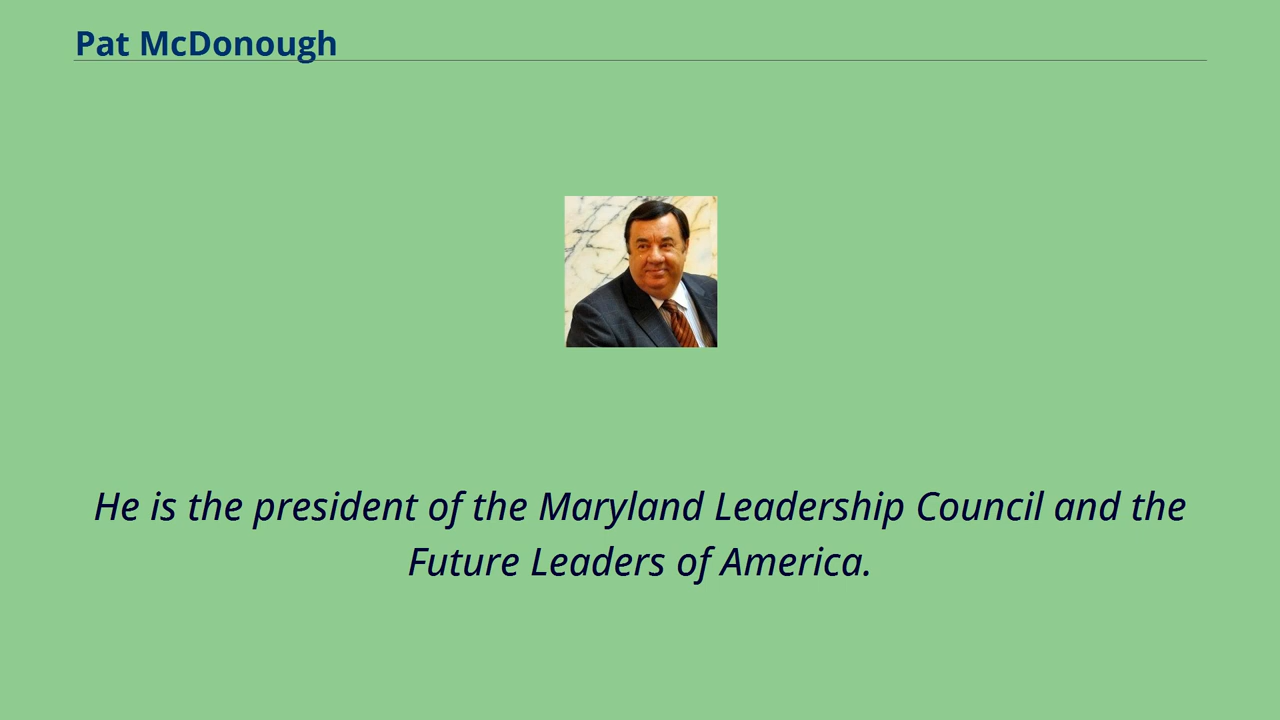 Pat McDonough
He is the president of the Maryland Leadership Council and the
Future Leaders of America.